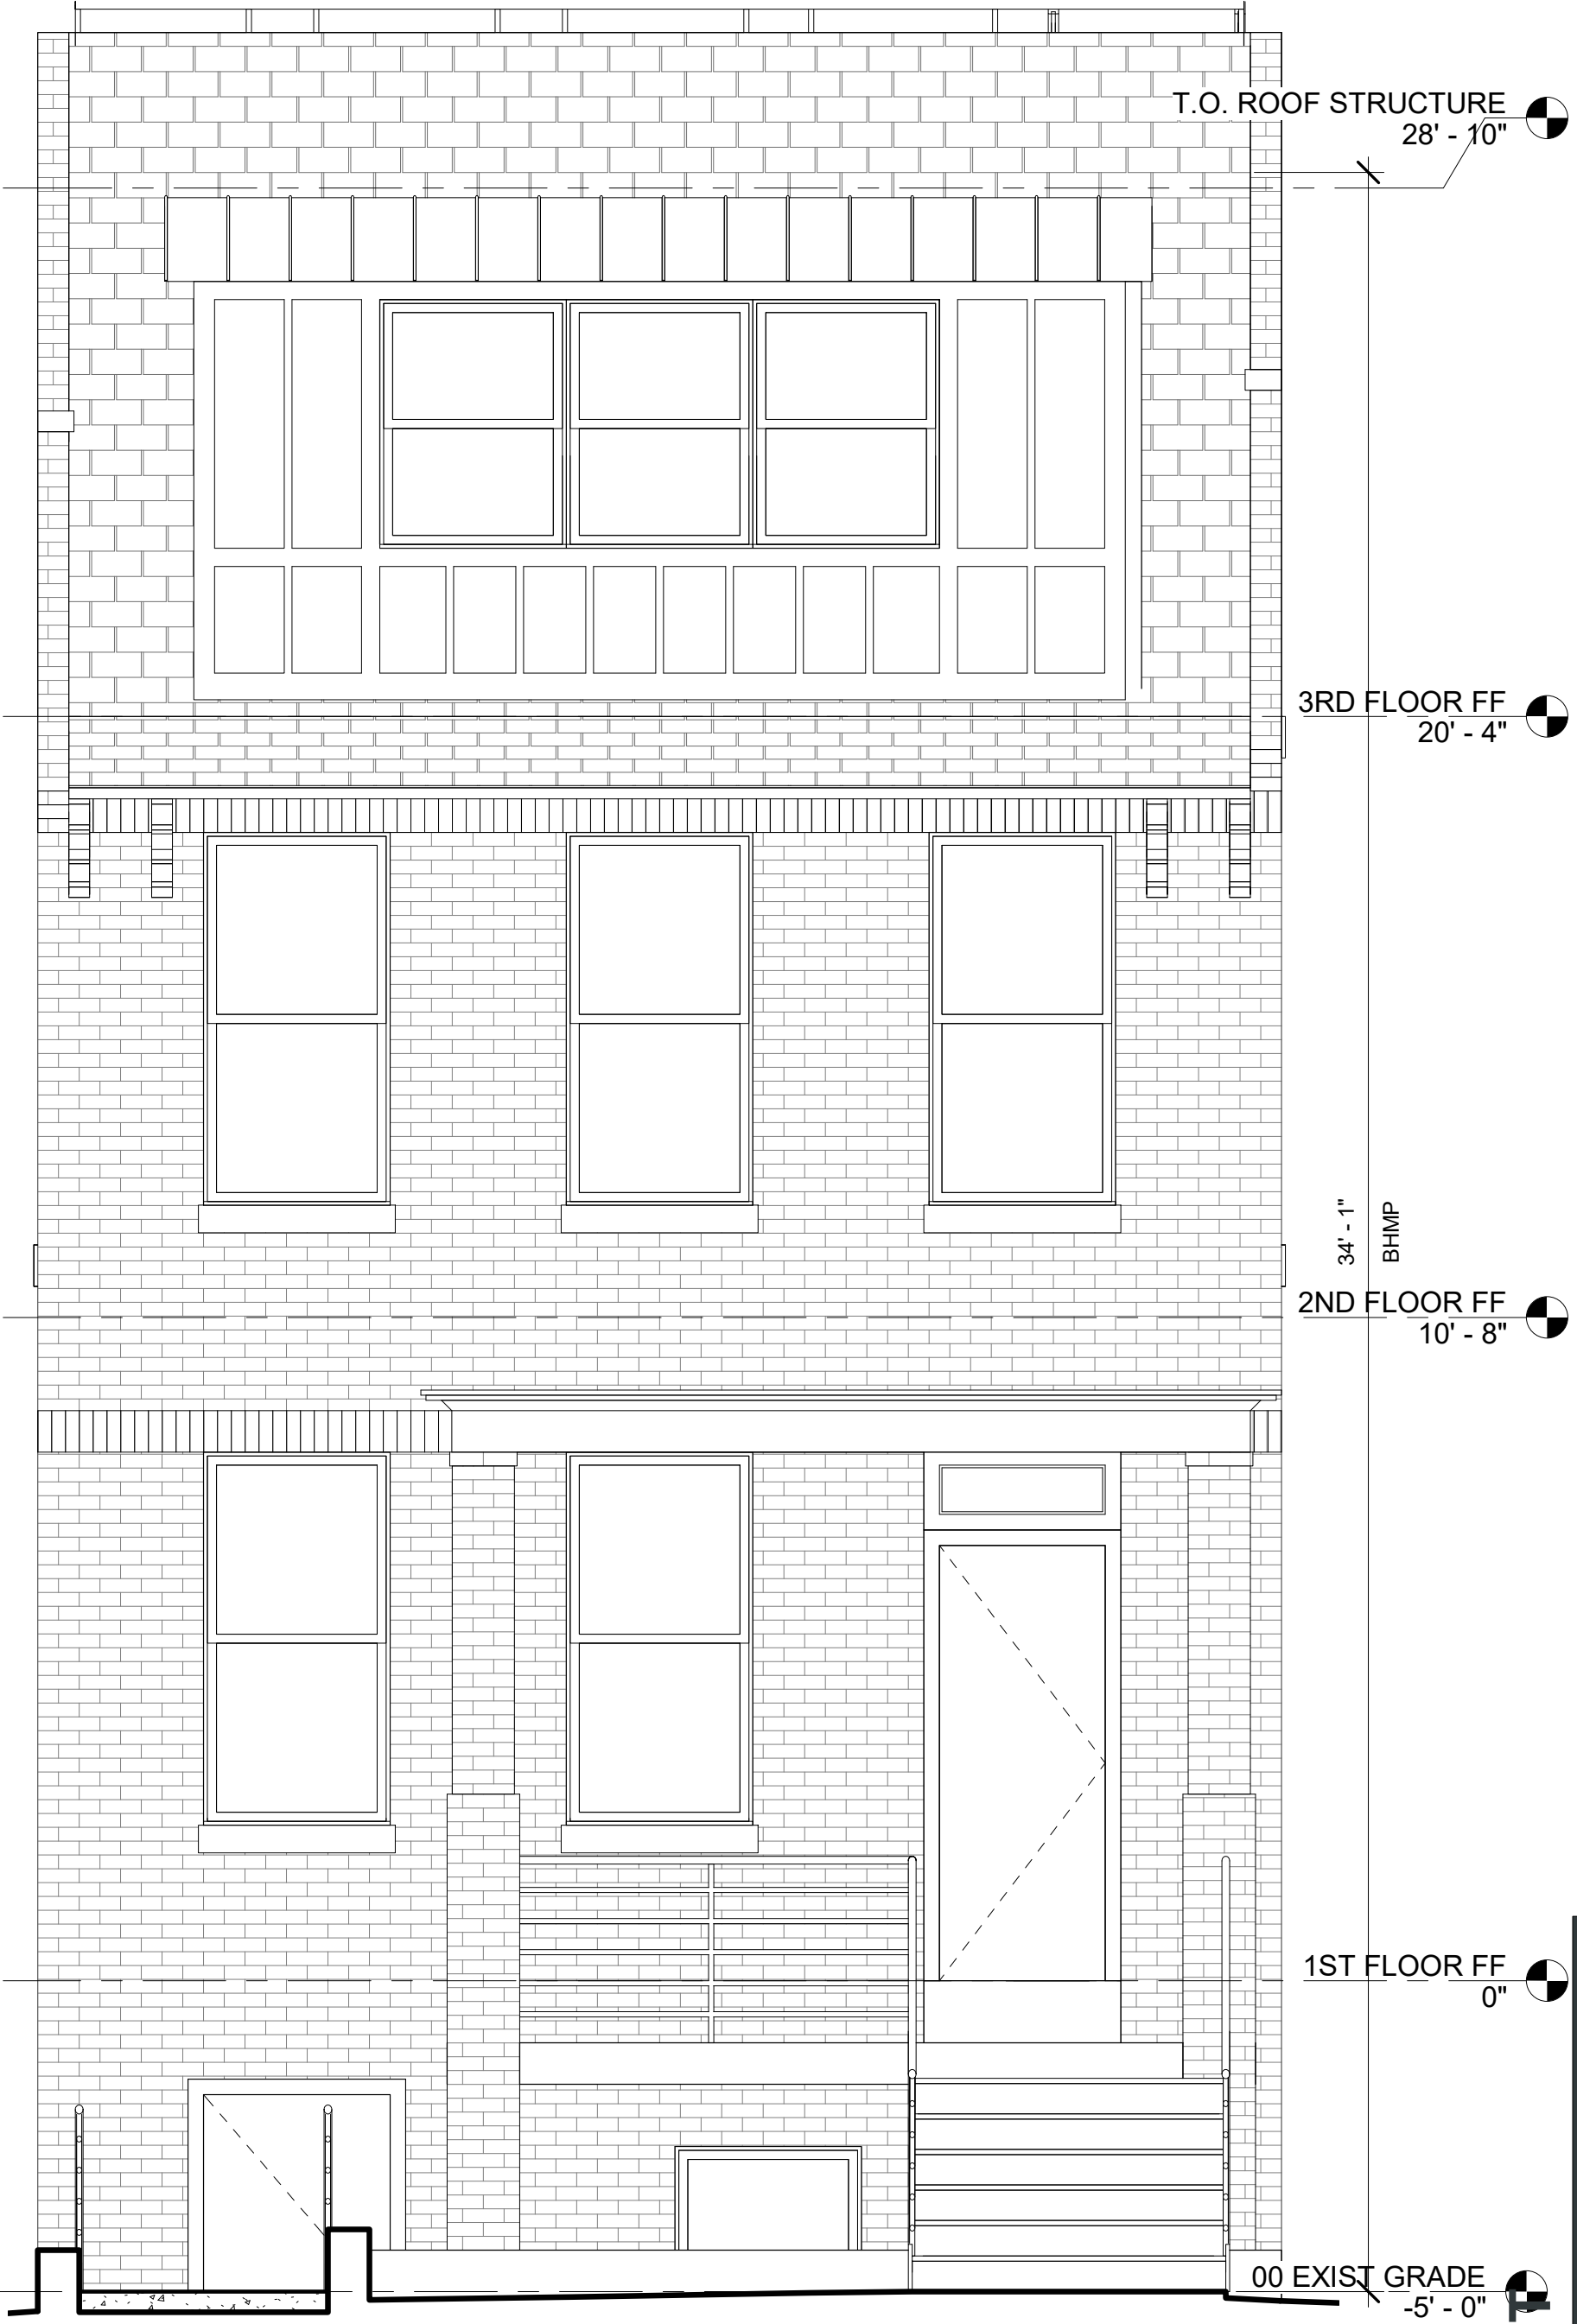 T.O. ROOF STRUCTURE
28' - 10"
3RD FLOOR FF
20' - 4"
34' - 1"
BHMP
2ND FLOOR FF
10' - 8"
1ST FLOOR FF
0"
00 EXIST GRADE
-5' - 0"